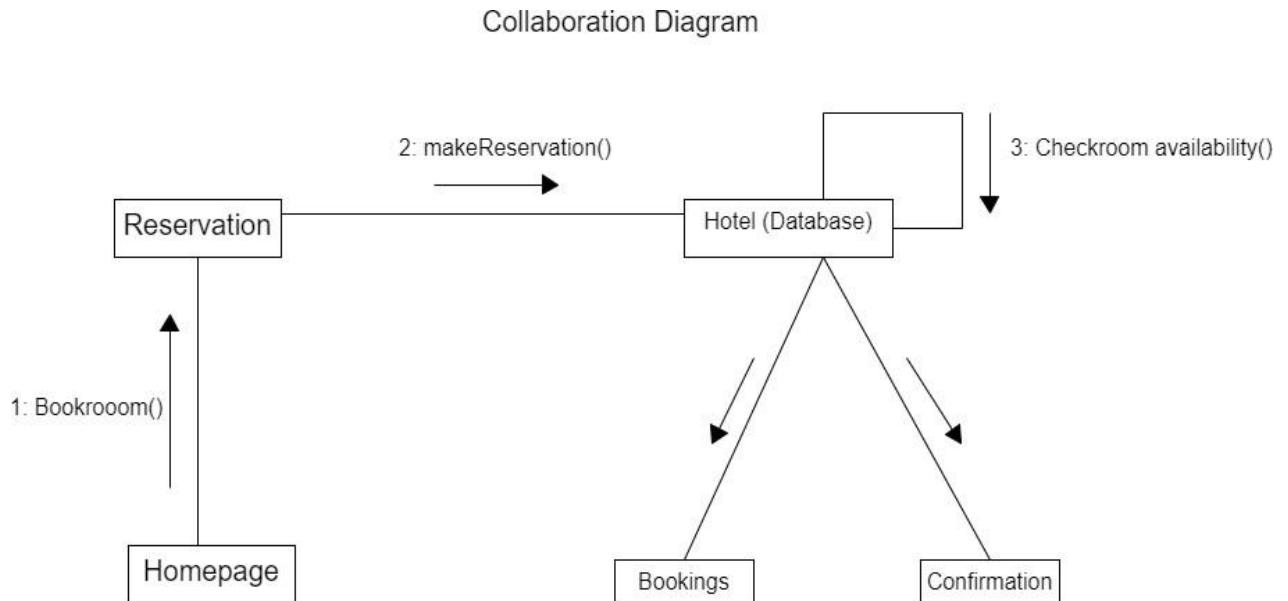 Collaboration Diagram
2: makeReservation()
3: Checkroom availability()
Reservation
Hotel (Database)
1: Bookrooom()
Homepage
Bookings
Confirmation